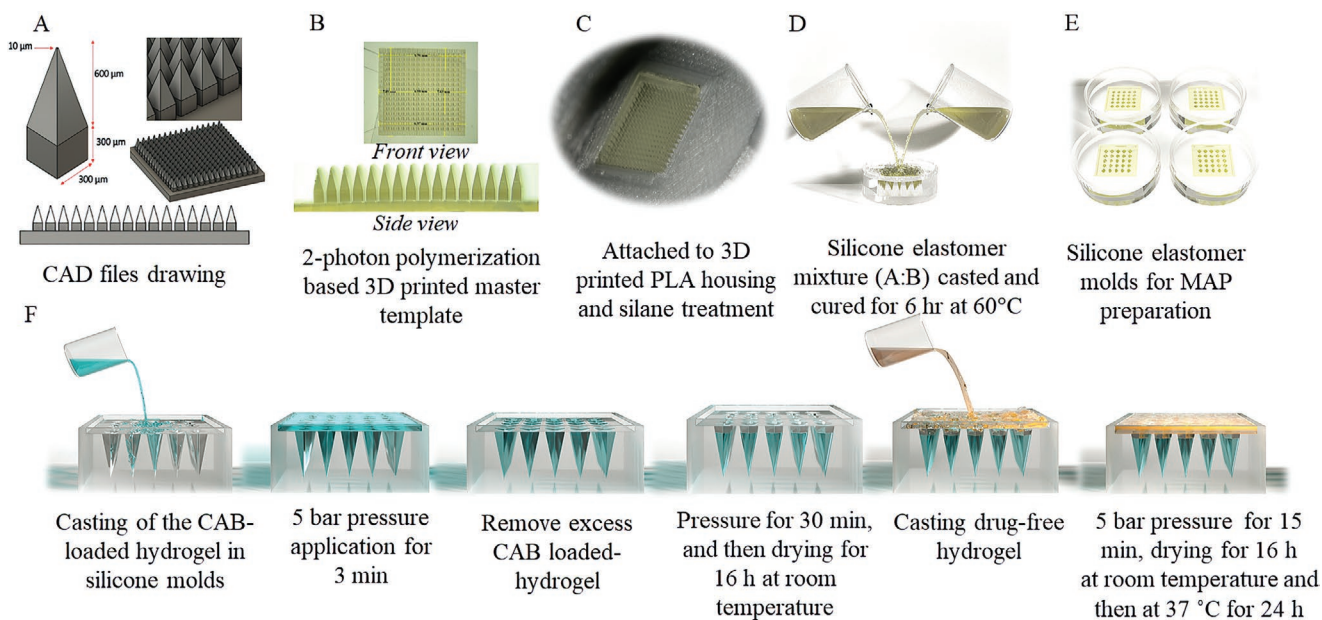 A
10 µm
600 µm
300 µm
300 µm
CAD files drawing
B
Front view
Side view
2-photon polymerization
based 3D printed master
template
C
Attached to 3D
printed PLA housing
and silane treatment
D
Silicone elastomer
mixture (A:B) casted and
cured for 6 hr at 60°C
E
Silicone elastomer
molds for MAP
preparation
F
Casting of the CAB-
loaded hydrogel in
silicone molds
5 bar pressure
application for
3 min
Remove excess
CAB loaded-
hydrogel
Pressure for 30 min,
and then drying for
16 h at room
temperature
Casting drug-free
hydrogel
5 bar pressure for 15
min, drying for 16 h
at room temperature and
then at 37 ˚C for 24 h